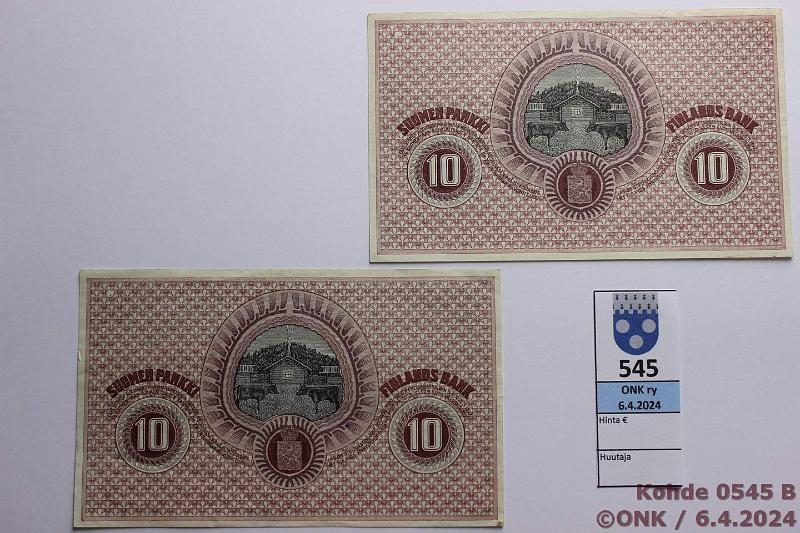 SUOMEN PANKKI
FINLANDS BANK
10
10
SUOMEN PANKKI
FINLANDS BANK
10
10
545
ONK ry
6.4.2024
Hinta €
Huutaja
Kohde 0545 B
©ONK / 6.4.2024